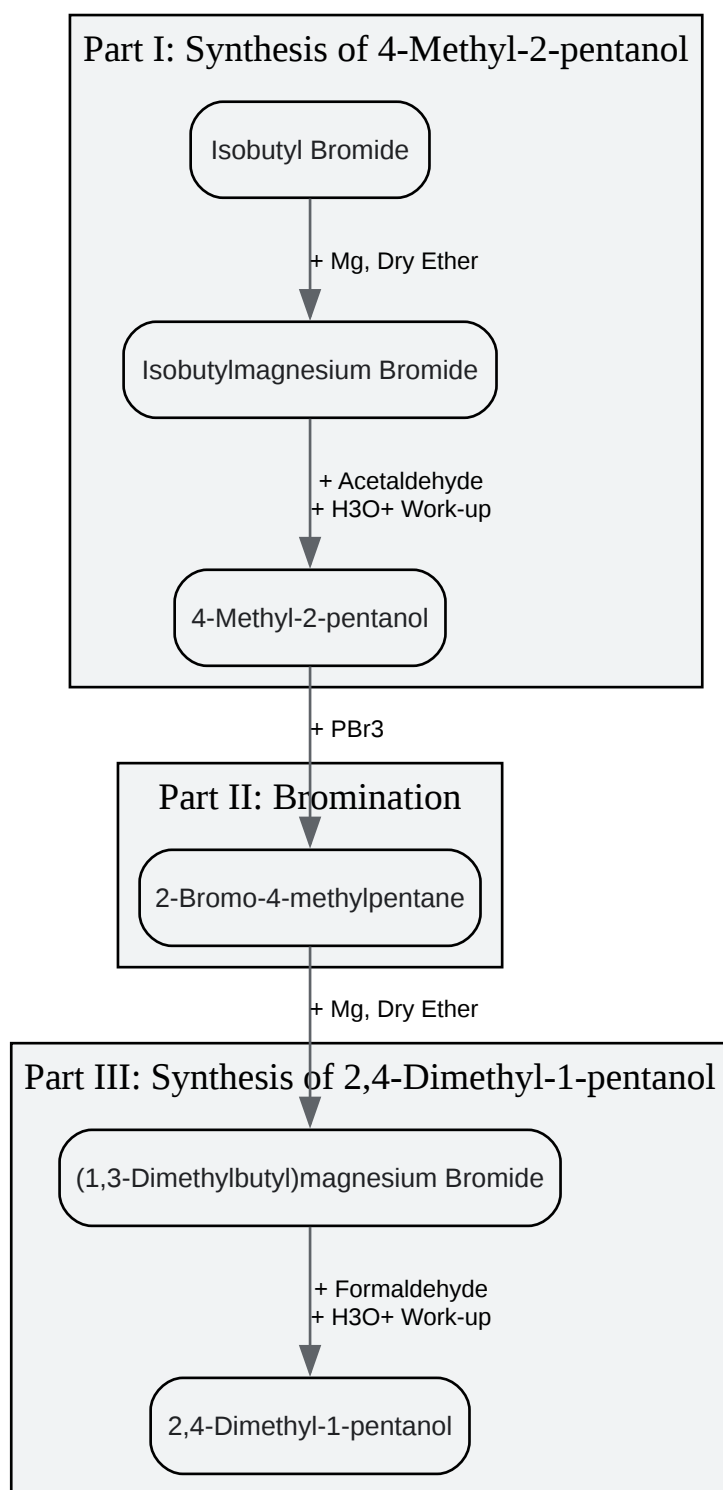 Part I: Synthesis of 4-Methyl-2-pentanol
Isobutyl Bromide
+ Mg, Dry Ether
Isobutylmagnesium Bromide
+ Acetaldehyde
+ H3O+ Work-up
4-Methyl-2-pentanol
+ PBr3
Part II: Bromination
2-Bromo-4-methylpentane
+ Mg, Dry Ether
Part III: Synthesis of 2,4-Dimethyl-1-pentanol
(1,3-Dimethylbutyl)magnesium Bromide
+ Formaldehyde
+ H3O+ Work-up
2,4-Dimethyl-1-pentanol